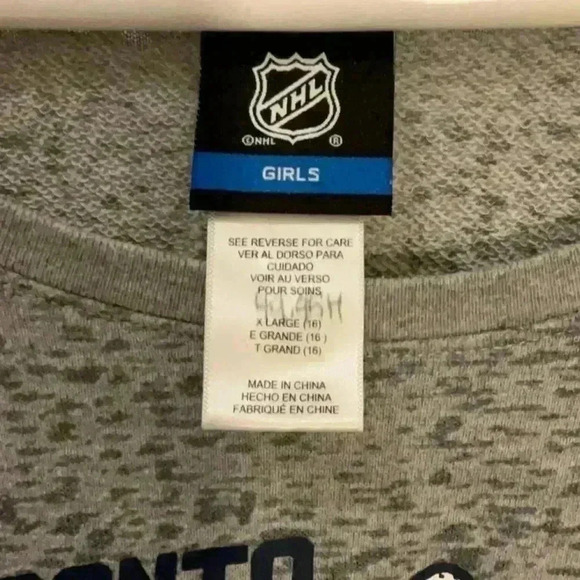 NHL
©NHL ®
GIRLS
SEE REVERSE FOR CARE
VER AL DORSO PARA
CUIDADO
VOIR AU VERSO
POUR SOINS
X LARGE (16)
E GRANDE (16 )
T GRAND (16)
MADE IN CHINA
HECHO EN CHINA
FABRIQUÉ EN CHINE
ONTO